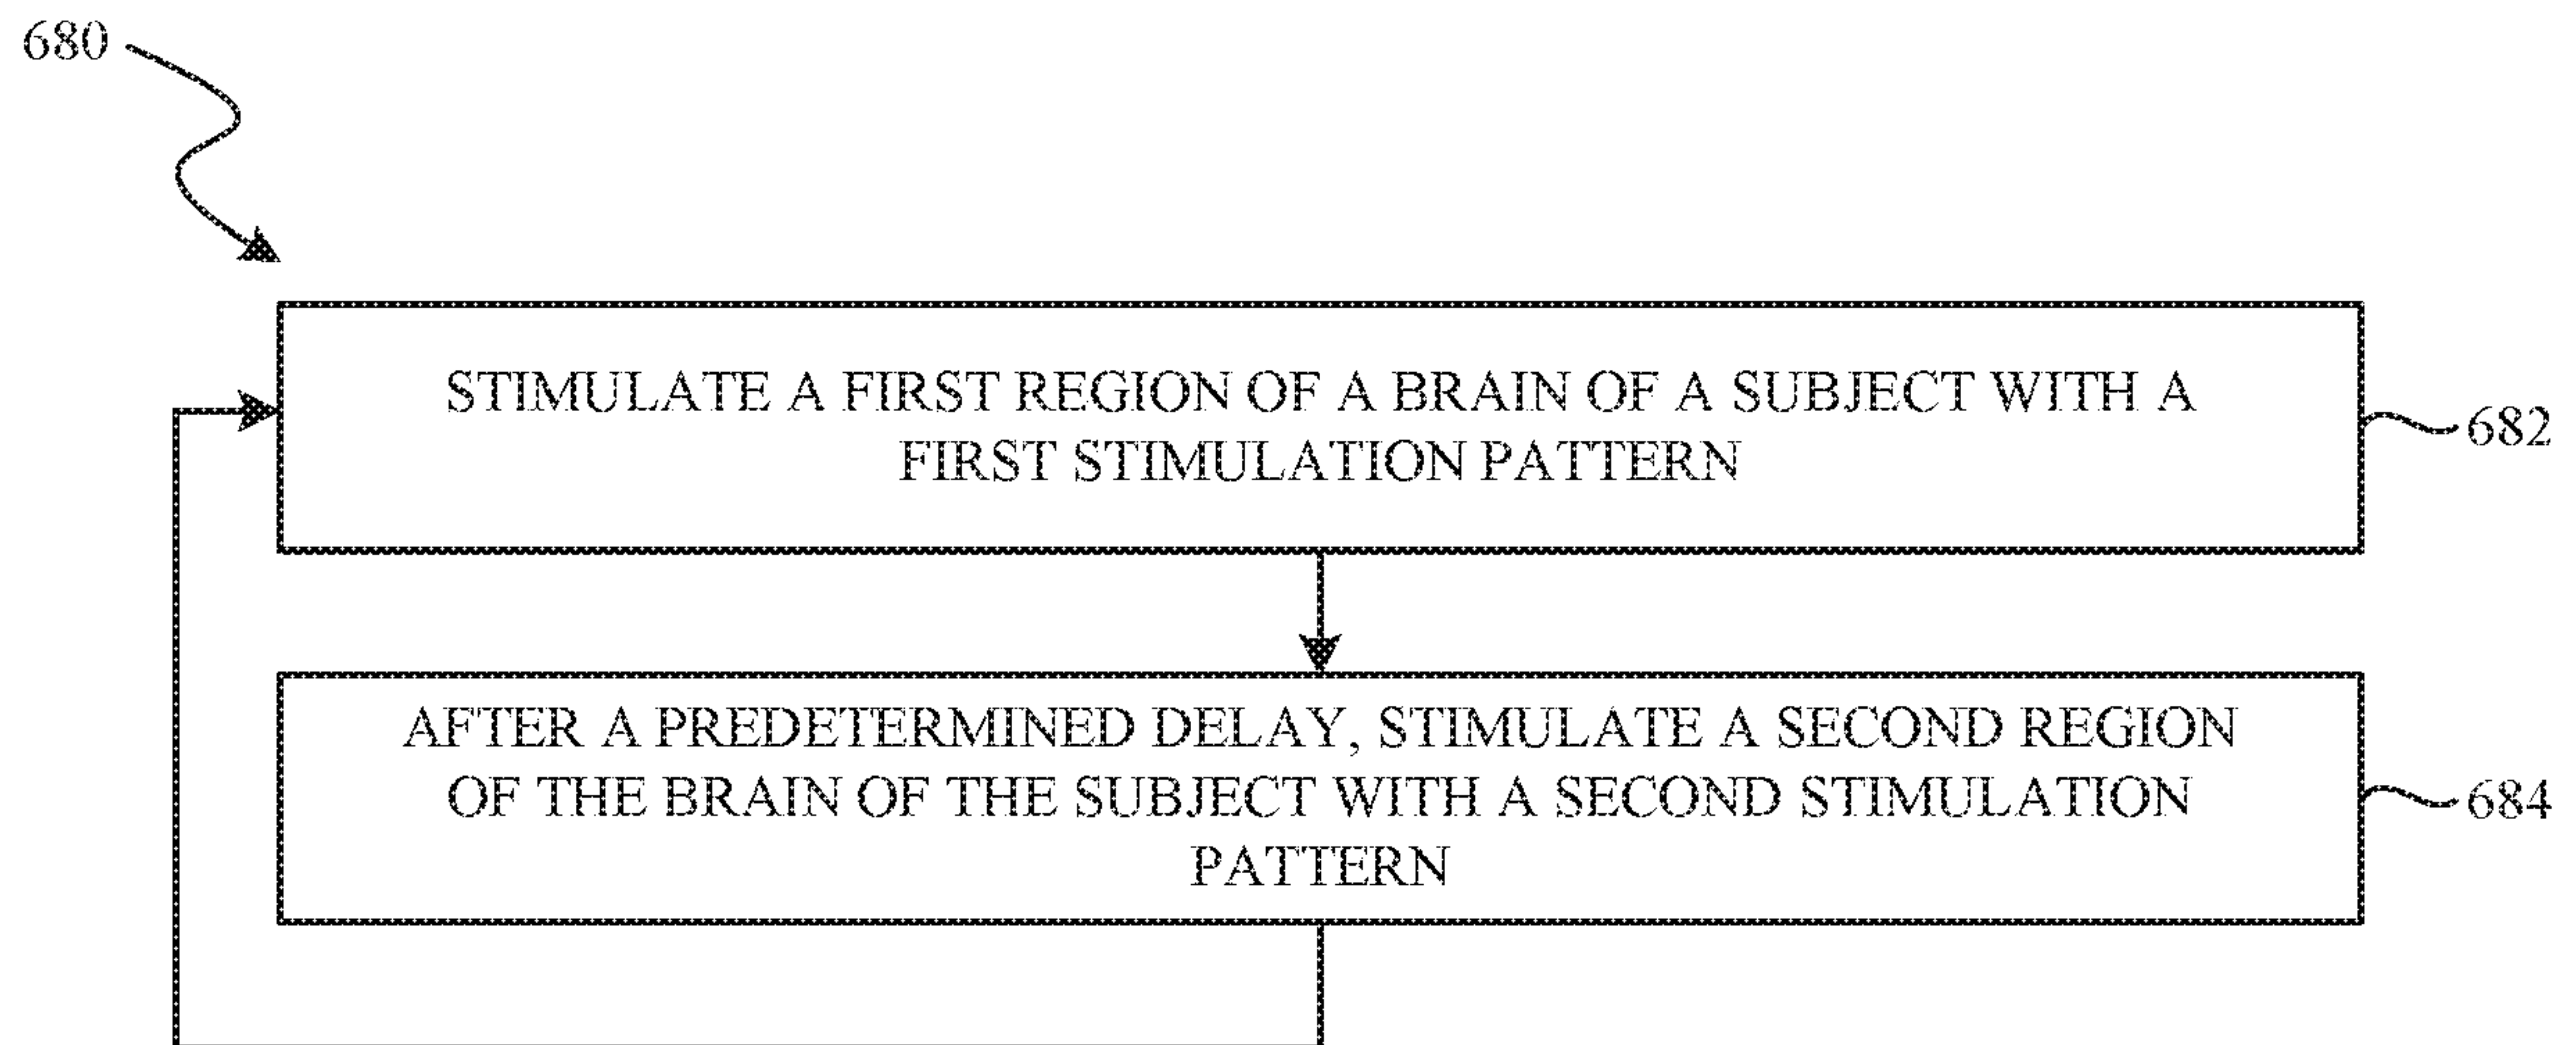 680
STIMULATE A FIRST REGION OF A BRAIN OF A SUBJECT WITH A
FIRST STIMULATION PATTERN
682
AFTER A PREDETERMINED DELAY, STIMULATE A SECOND REGION
OF THE BRAIN OF THE SUBJECT WITH A SECOND STIMULATION
PATTERN
684